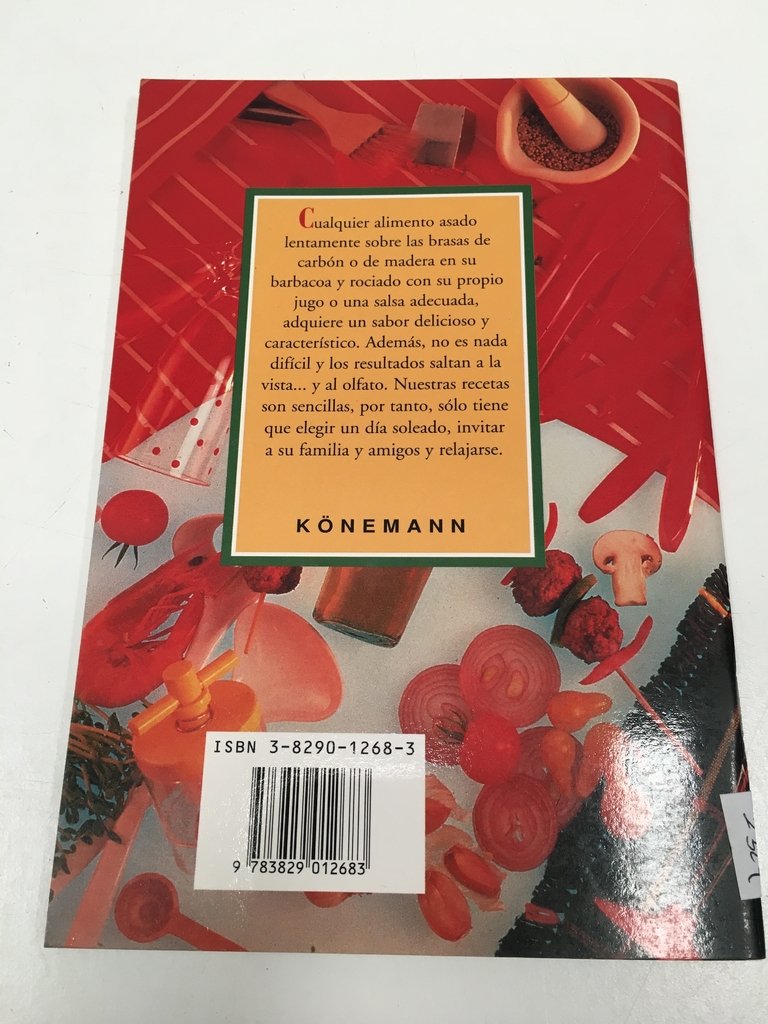 Cualquier alimento asado
lentamente sobre las brasas de
carbón o de madera en su
barbacoa y rociado con su propio
jugo o una salsa adecuada,
adquiere un sabor delicioso y
característico. Además, no es nada
difícil y los resultados saltan a la
vista... y al olfato. Nuestras recetas
son sencillas, por tanto, sólo tiene
que elegir un día soleado, invitar
a su familia y amigos y relajarse.
KÖNEMANN
ISBN 3-8290-1268-3
9 783829 012683